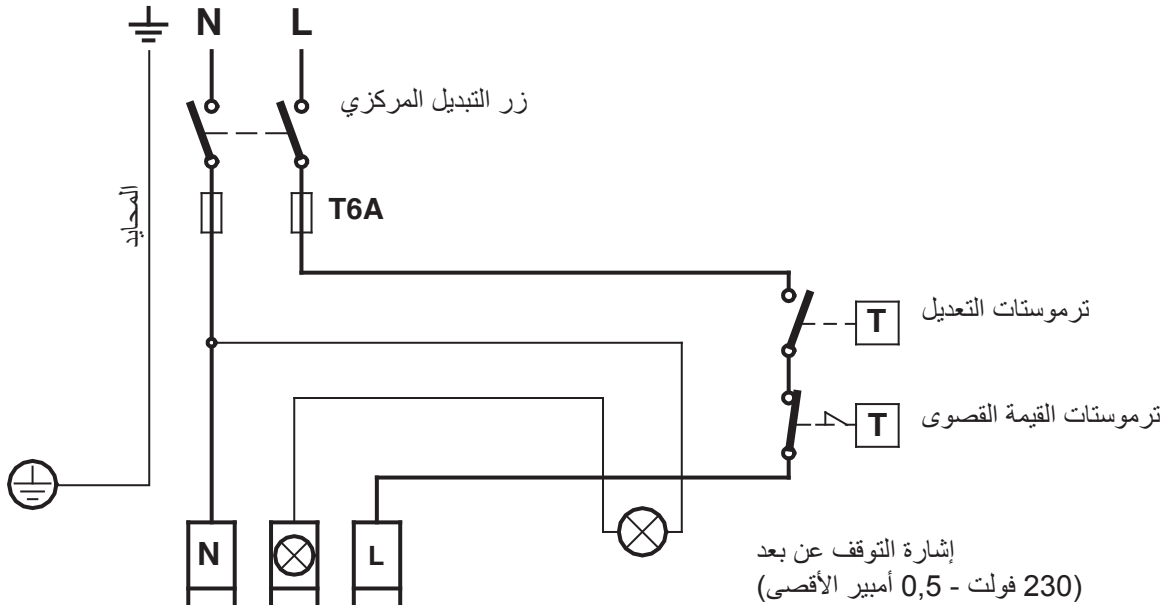 N L
زر التبديل المركزي
المحايد
T6A
T ترموستات التعديل
T ترموستات القيمة القصوى
N
L
إشارة التوقف عن بعد
(230 فولت - 0,5 أمبير الأقصى)